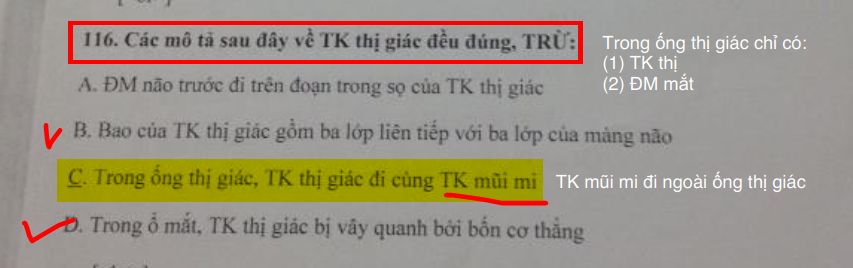 116. Các mô tả sau đây về TK thị giác đều đúng, TRỪ:
Trong ống thị giác chỉ có:
(1) TK thị
(2) ĐM mắt
A. ĐM não trước đi trên đoạn trong sọ của TK thị giác
B. Bao của TK thị giác gồm ba lớp liên tiếp với ba lớp của màng não
C. Trong ống thị giác, TK thị giác đi cùng TK mũi mi
TK mũi mi đi ngoài ống thị giác
D. Trong ổ mắt, TK thị giác bị vây quanh bởi bốn cơ thẳng